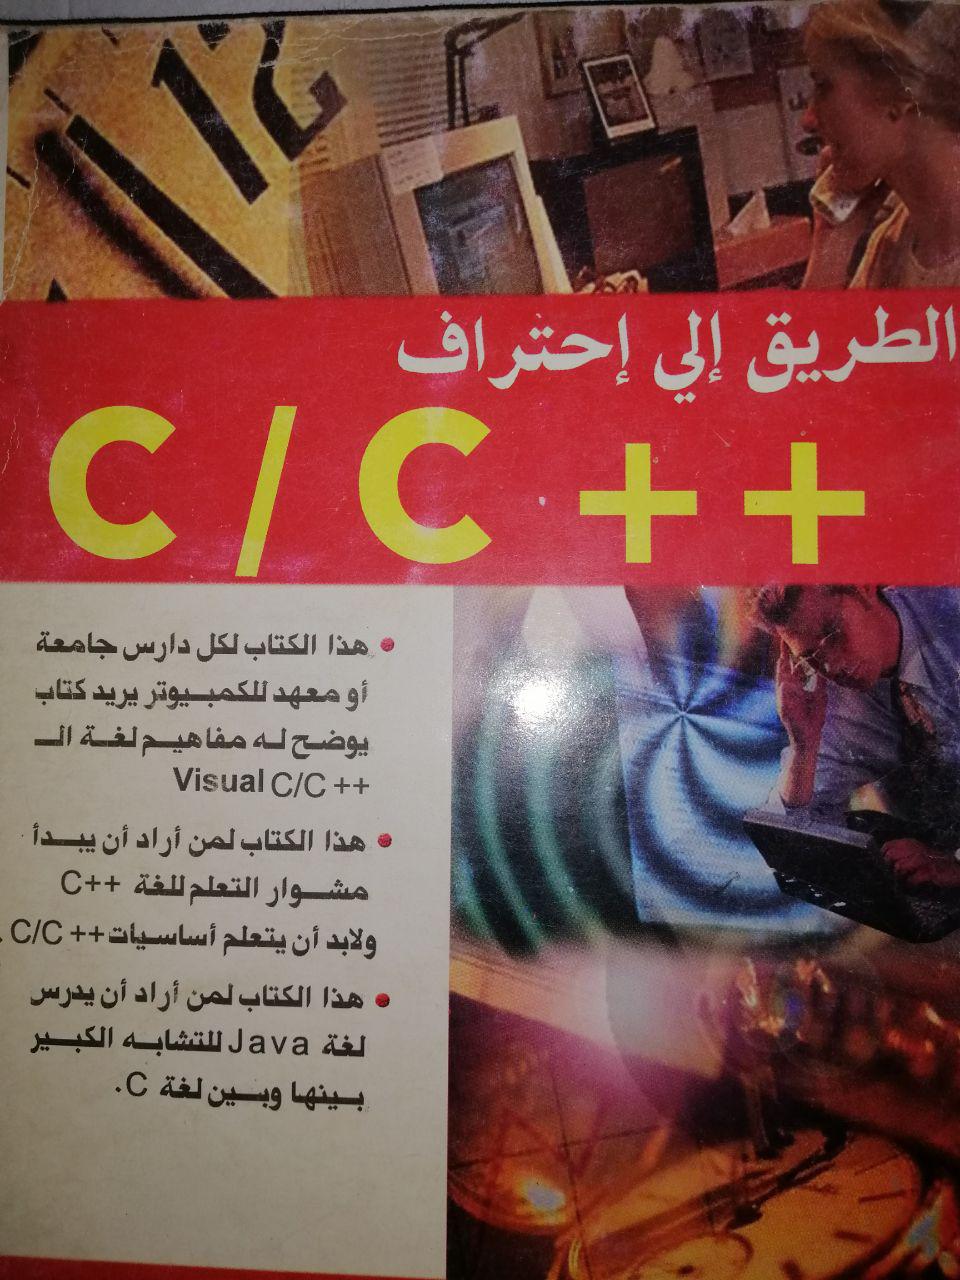 12
الطريق إلي إحتراف
C / C ++
• هذا الكتاب لكل دارس جامعة
أو معهد للكمبيوتر يريد كتاب
يوضح له مفاهيم لغة الـ
Visual C/C ++
• هذا الكتاب لمن أراد أن يبدأ
مشوار التعلم للغة C++
ولابد أن يتعلم أساسيات C/C ++ .
• هذا الكتاب لمن أراد أن يدرس
لغة Java للتشابه الكبير
بينها وبين لغة C.